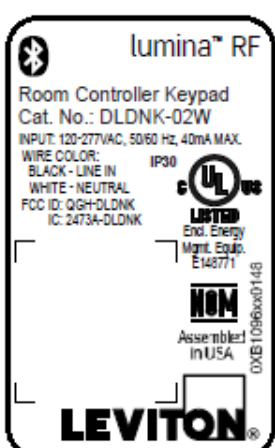 lumina™ RF
Room Controller Keypad
Cat. No.: DLDNK-02W
INPUT: 120-277VAC, 50/60 Hz, 40mA MAX.
WIRE COLOR:
BLACK - LINE IN
WHITE - NEUTRAL
FCC ID: QGH-DLDNK
IC: 2473A-DLDNK
IP30
C UL US
LISTED
Encl. Energy
Mgmt. Equip.
E148771
NOM
Assembled
in USA
0XB1096xx0148
LEVITON®